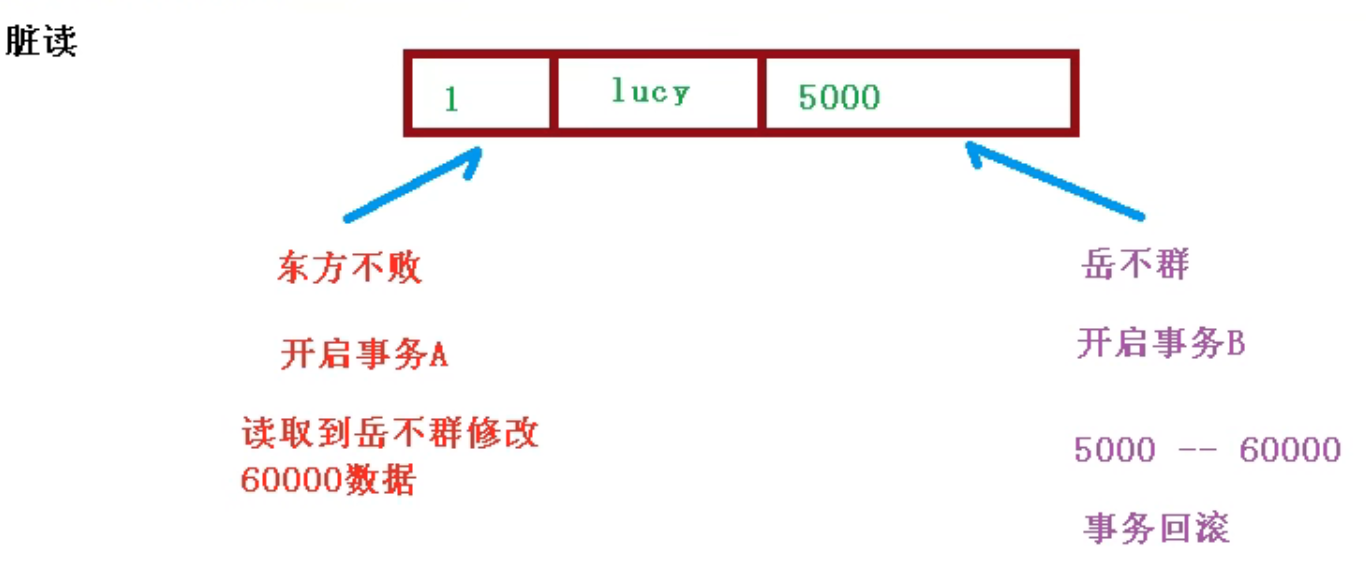 脏读
1 lucy 5000
东方不败
岳不群
开启事务A
开启事务B
读取到岳不群修改
60000数据
5000 -- 60000
事务回滚